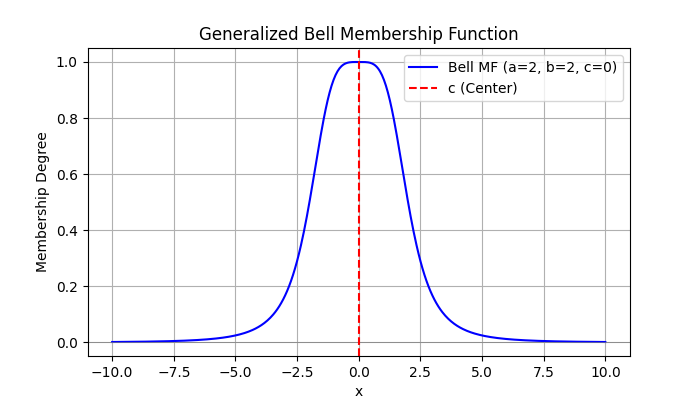 Generalized Bell Membership Function
Bell MF (a=2, b=2, c=0)
c (Center)
Membership Degree
1.0
0.8
0.6
0.4
0.2
0.0
−10.0 −7.5 −5.0 −2.5 0.0 2.5 5.0 7.5 10.0
x